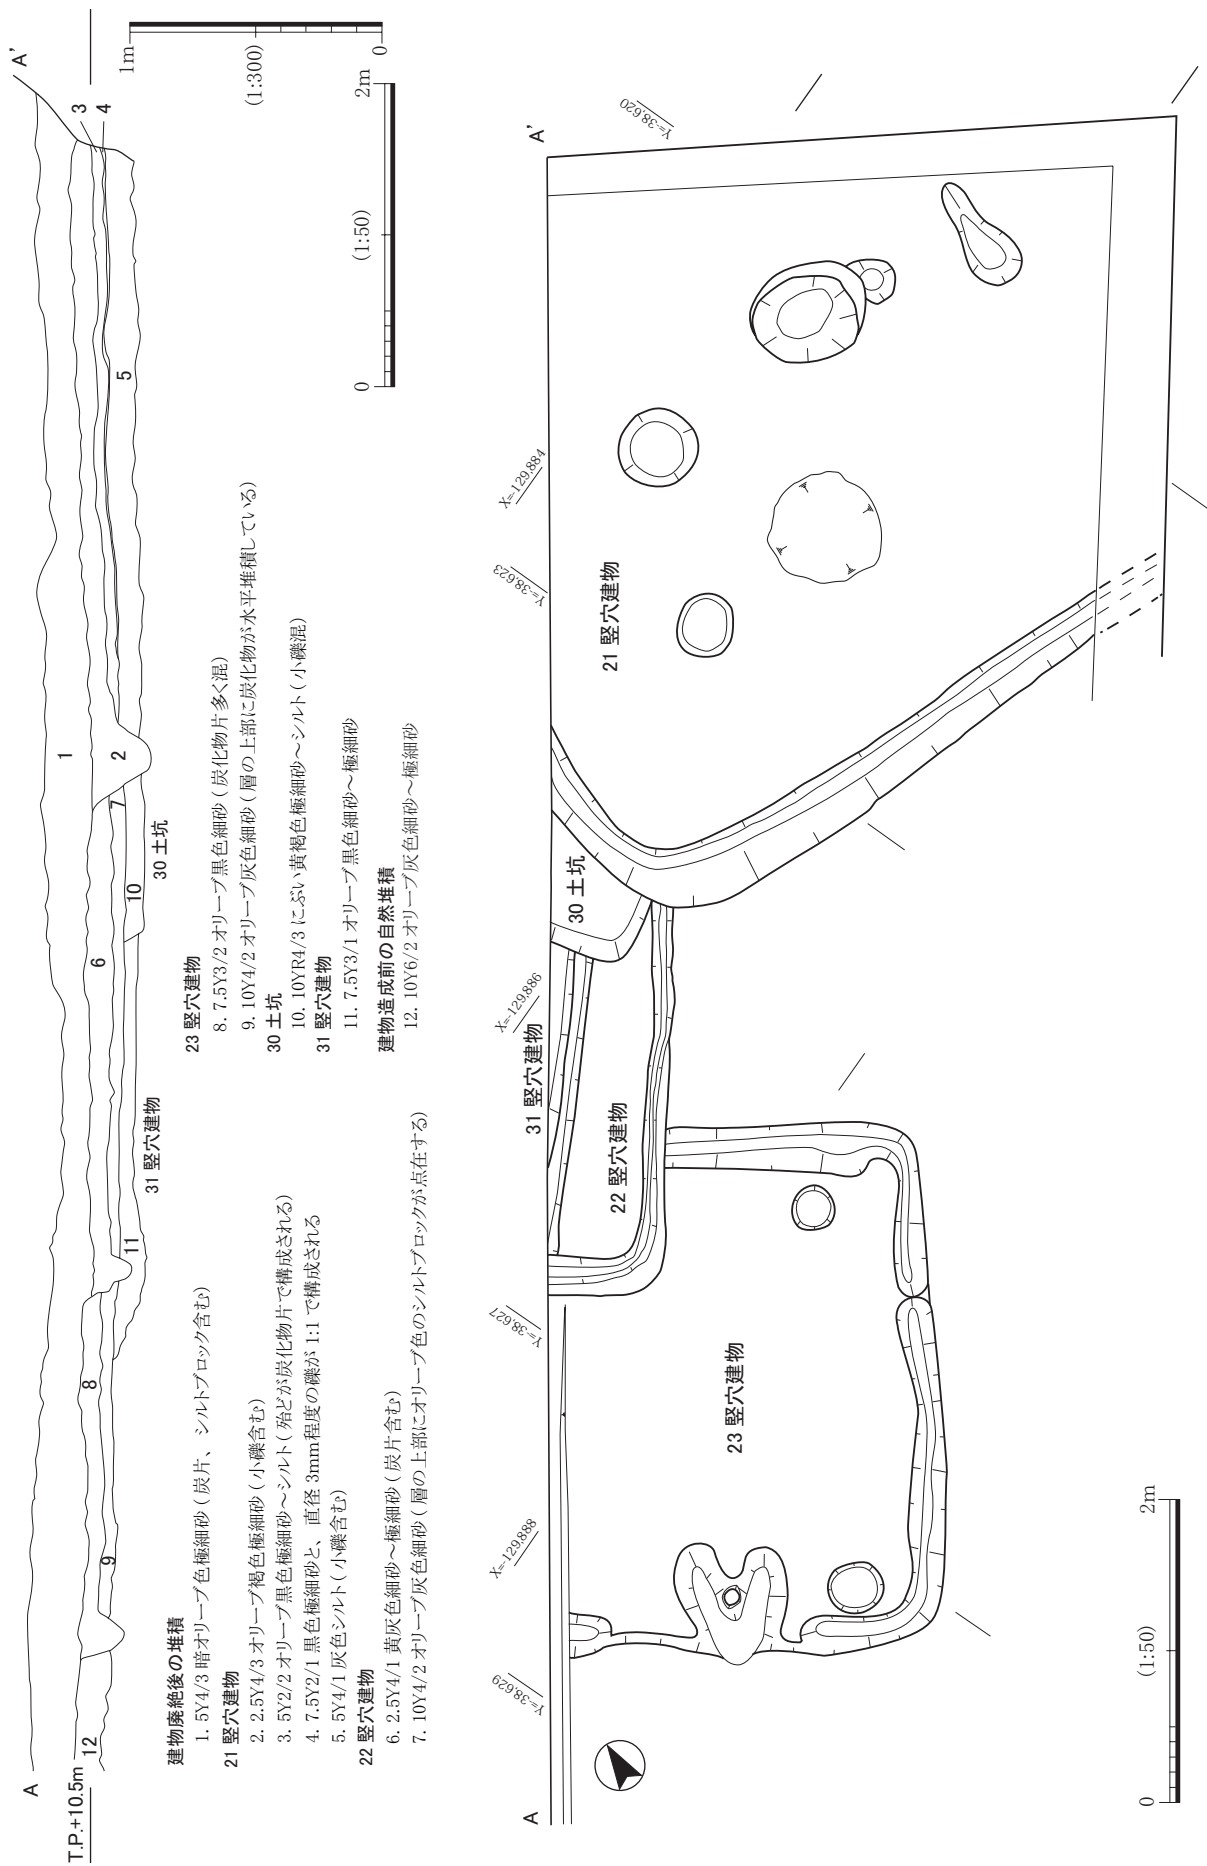 A
A'
T.P.+10.5m
1
2
3
4
5
6
7
8
9
10
11
12
30 土坑
31 竪穴建物
1m
0
(1:300)
2m
0
(1:50)
建物廃絶後の堆積
1. 5Y4/3 暗オリーブ色極細砂 ( 炭片、シルトブロック含む)
21 竪穴建物
2. 2.5Y4/3 オリーブ褐色極細砂 ( 小礫含む)
3. 5Y2/2 オリーブ黒色極細砂～シルト ( 殆どが炭化物片で構成される)
4. 7.5Y2/1 黒色極細砂と、直径 3mm 程度の礫が 1:1 で構成される
5. 5Y4/1 灰色シルト ( 小礫含む)
22 竪穴建物
6. 2.5Y4/1 黄灰色細砂～極細砂 ( 炭片含む)
7. 10Y4/2 オリーブ灰色細砂 ( 層の上部にオリーブ色のシルトブロックが点在する)
23 竪穴建物
8. 7.5Y3/2 オリーブ黒色細砂 ( 炭化物片多く混)
9. 10Y4/2 オリーブ灰色細砂 ( 層の上部に炭化物が水平堆積している)
30 土坑
10. 10YR4/3 にぶい黄褐色極細砂～シルト ( 小礫混)
31 竪穴建物
11. 7.5Y3/1 オリーブ黒色細砂～極細砂
建物造成前の自然堆積
12. 10Y6/2 オリーブ灰色細砂～極細砂
A
A'
Y=-38,629
X=-129,888
Y=-38,627
X=-129,886
Y=-38,623
X=-129,884
Y=-38,620
31 竪穴建物
30 土坑
22 竪穴建物
21 竪穴建物
23 竪穴建物
0
(1:50)
2m